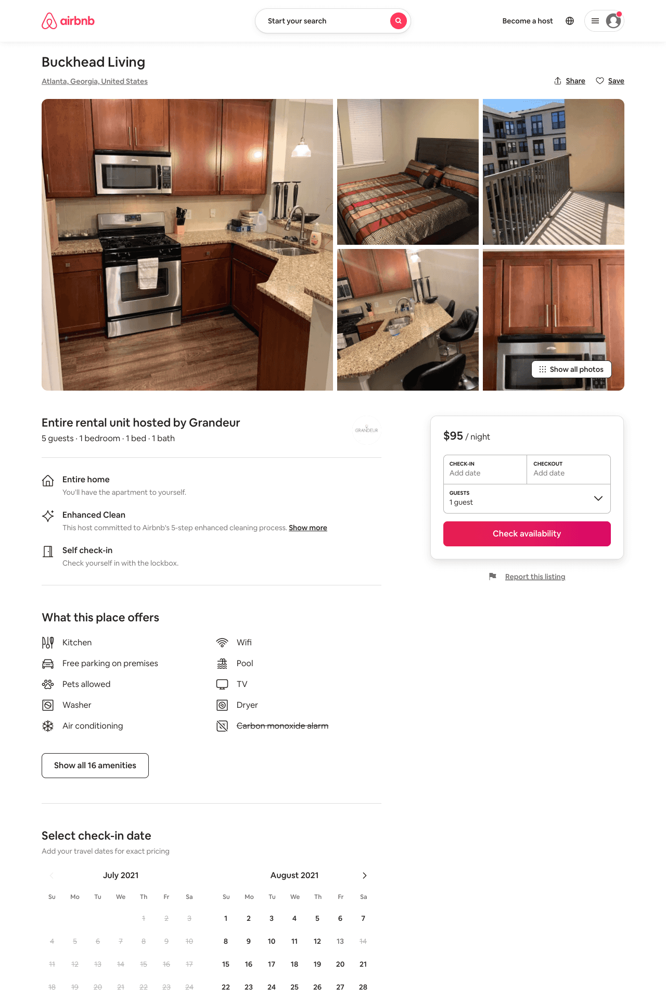 airbnb
Start your search
Become a host
Buckhead Living
Atlanta, Georgia, United States
Share
Save
Show all photos
Entire rental unit hosted by Grandeur
5 guests · 1 bedroom · 1 bed · 1 bath
GRANDEUR
$95 / night
CHECK-IN
Add date
CHECKOUT
Add date
GUESTS
1 guest
Check availability
Report this listing
Entire home
You'll have the apartment to yourself.
Enhanced Clean
This host committed to Airbnb's 5-step enhanced cleaning process. Show more
Self check-in
Check yourself in with the lockbox.
What this place offers
Kitchen
Wifi
Free parking on premises
Pool
Pets allowed
TV
Washer
Dryer
Air conditioning
Carbon monoxide alarm
Show all 16 amenities
Select check-in date
Add your travel dates for exact pricing
July 2021
Su Mo Tu We Th Fr Sa
1 2 3
4 5 6 7 8 9 10
11 12 13 14 15 16 17
18 19 20 21 22 23 24
August 2021
Su Mo Tu We Th Fr Sa
1 2 3 4 5 6 7
8 9 10 11 12 13 14
15 16 17 18 19 20 21
22 23 24 25 26 27 28